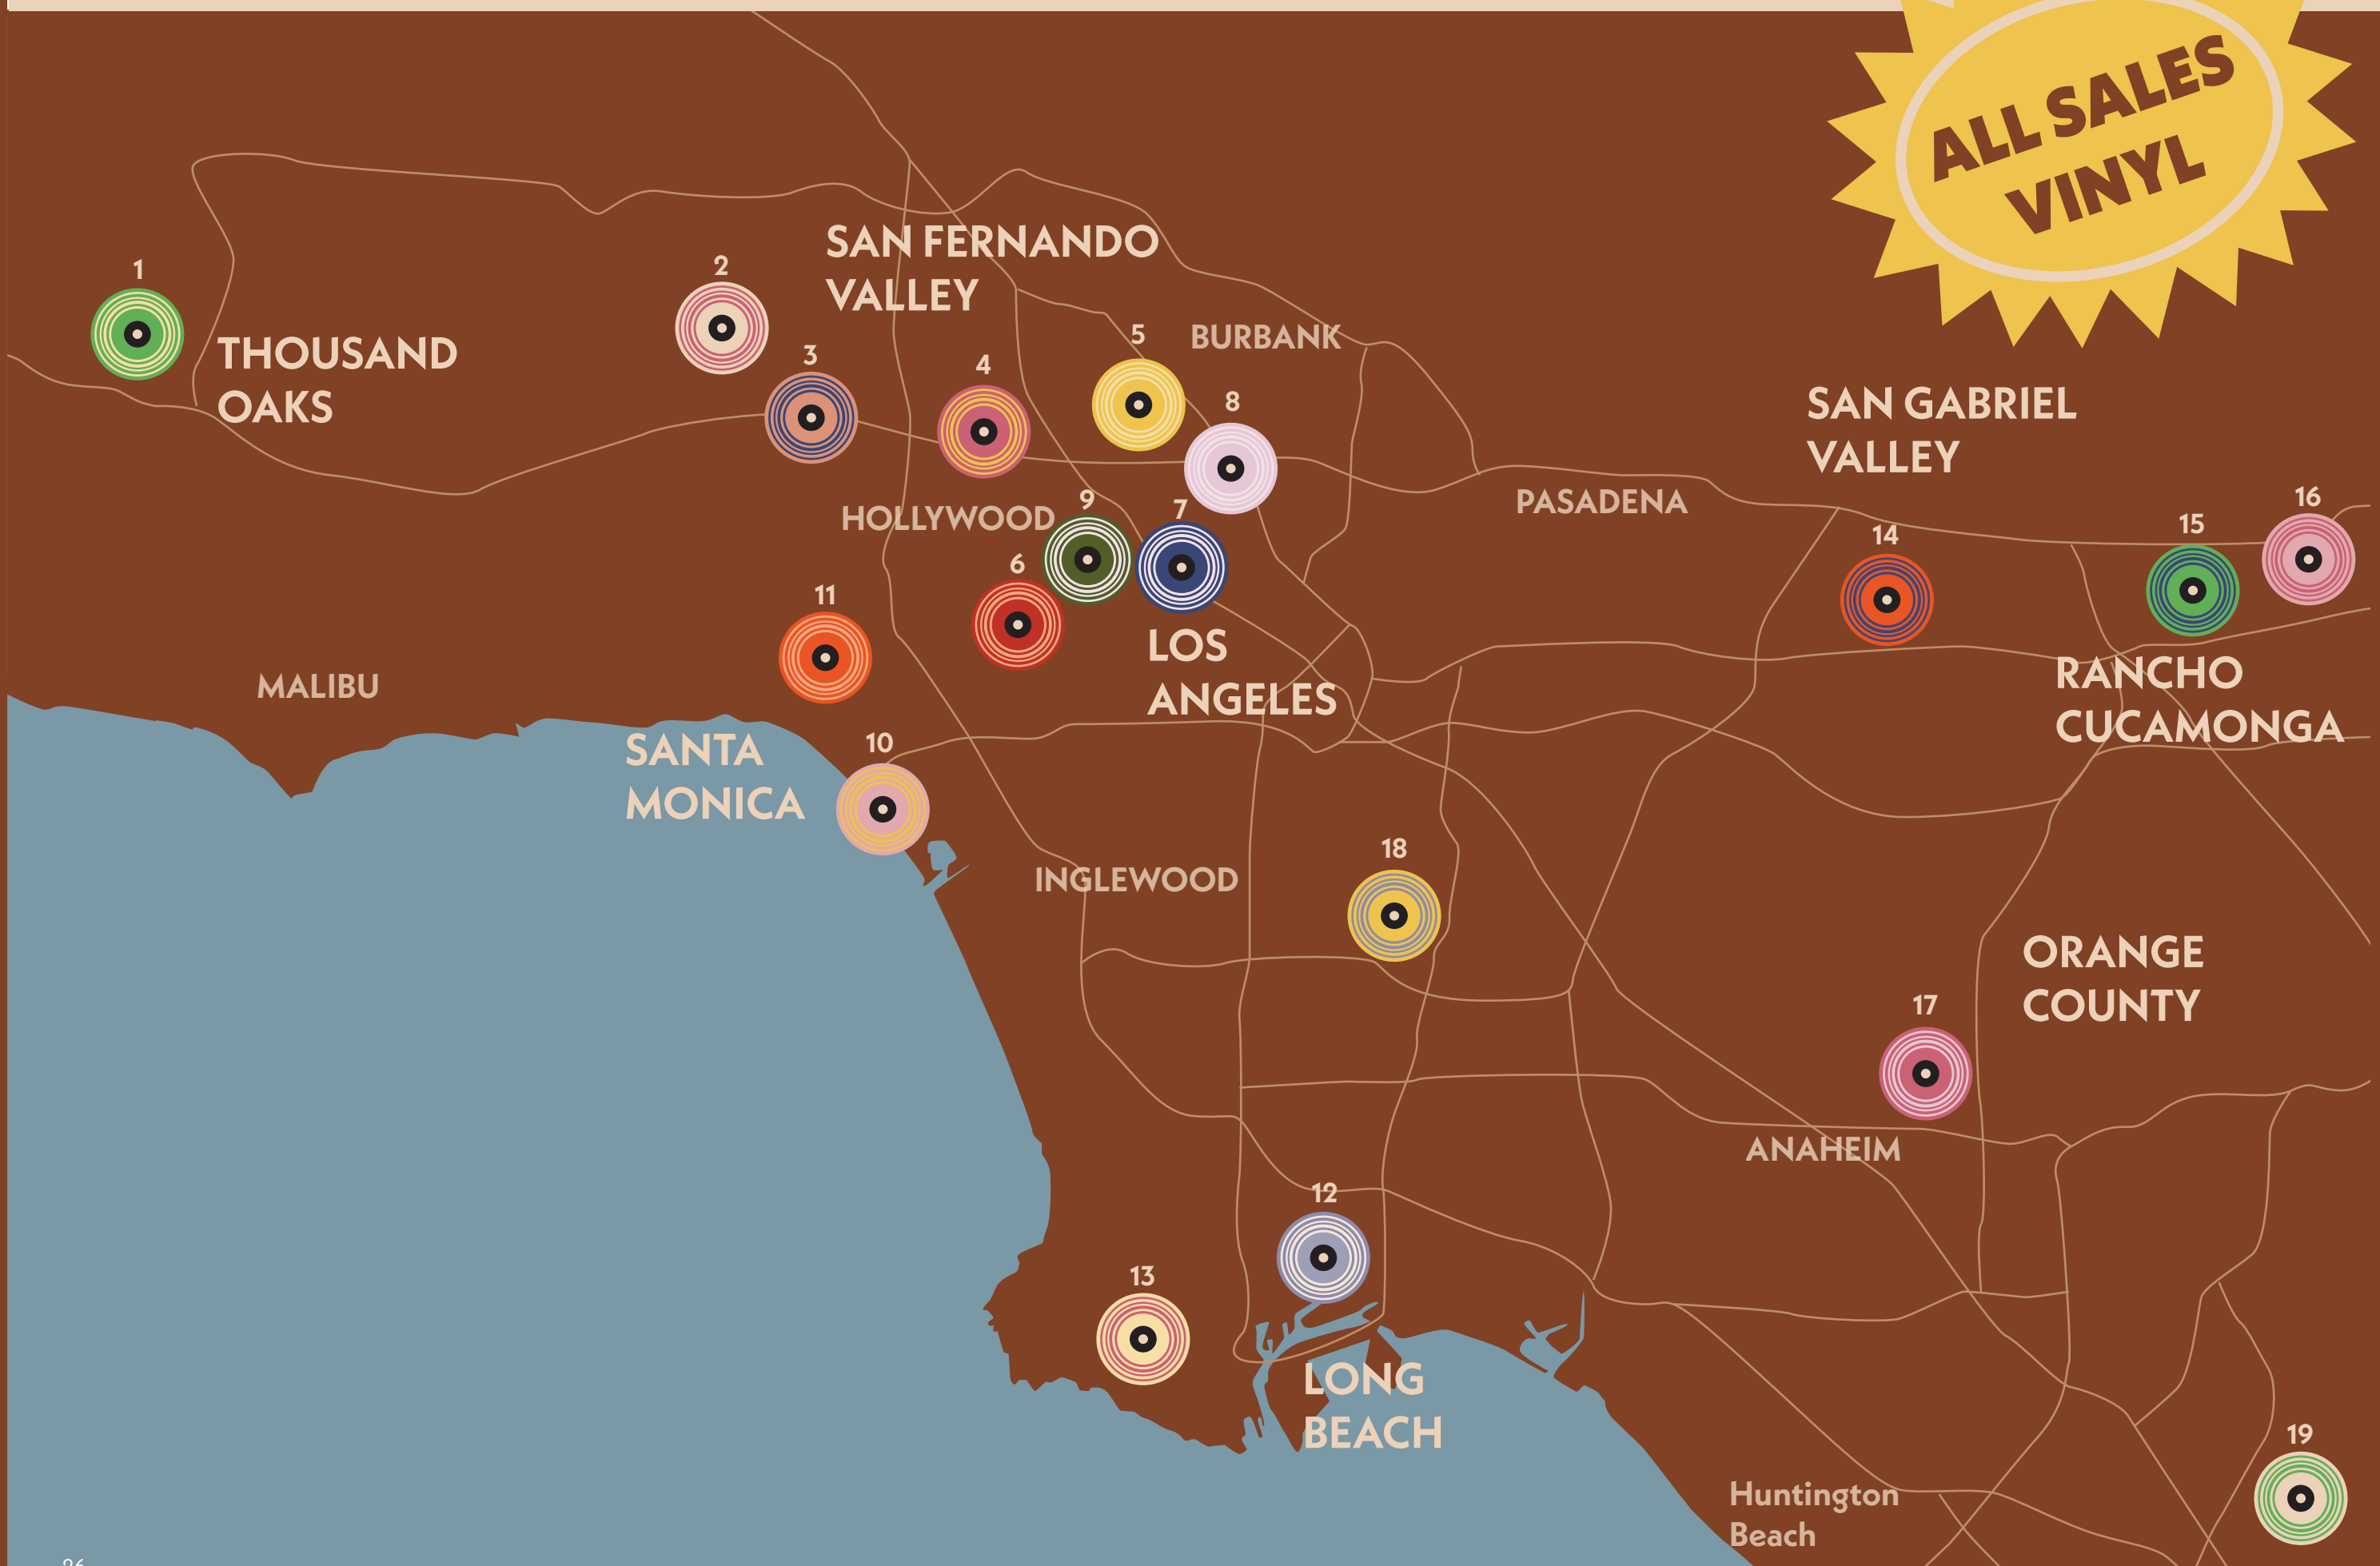 ALL SALES
VINYL
SAN FERNANDO
VALLEY
1
2
5
BURBANK
THOUSAND
OAKS
3
4
8
SAN GABRIEL
VALLEY
HOLLYWOOD
9
7
PASADENA
16
15
14
6
11
LOS
ANGELES
MALIBU
RANCHO
CUCAMONGA
SANTA
MONICA
10
INGLEWOOD
18
ORANGE
COUNTY
17
ANAHEIM
12
13
LONG
BEACH
19
Huntington
Beach